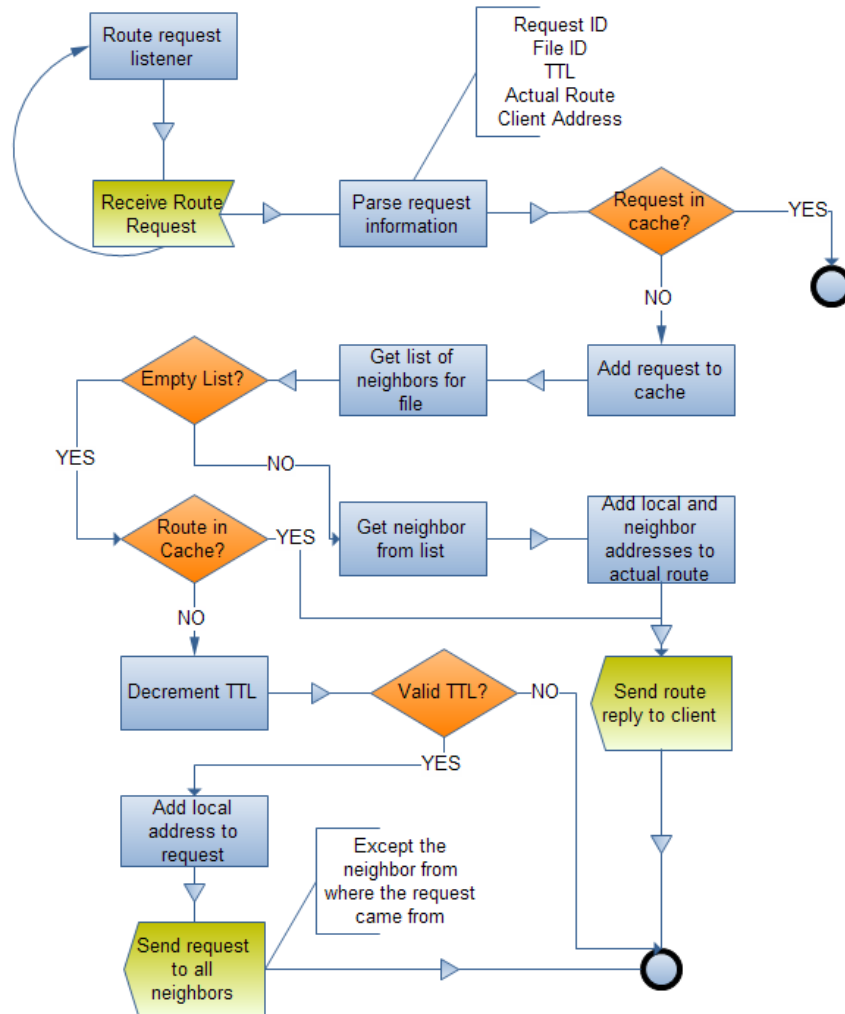 Route request
listener
Request ID
File ID
TTL
Actual Route
Client Address
Receive Route
Request
Parse request
information
Request in
cache?
YES
NO
Empty List?
Get list of
neighbors for
file
Add request to
cache
YES
NO
Route in
Cache?
YES
Get neighbor
from list
Add local and
neighbor
addresses to
actual route
NO
Decrement TTL
Valid TTL?
NO
Send route
reply to client
YES
Add local
address to
request
Except the
neighbor from
where the request
came from
Send request
to all
neighbors